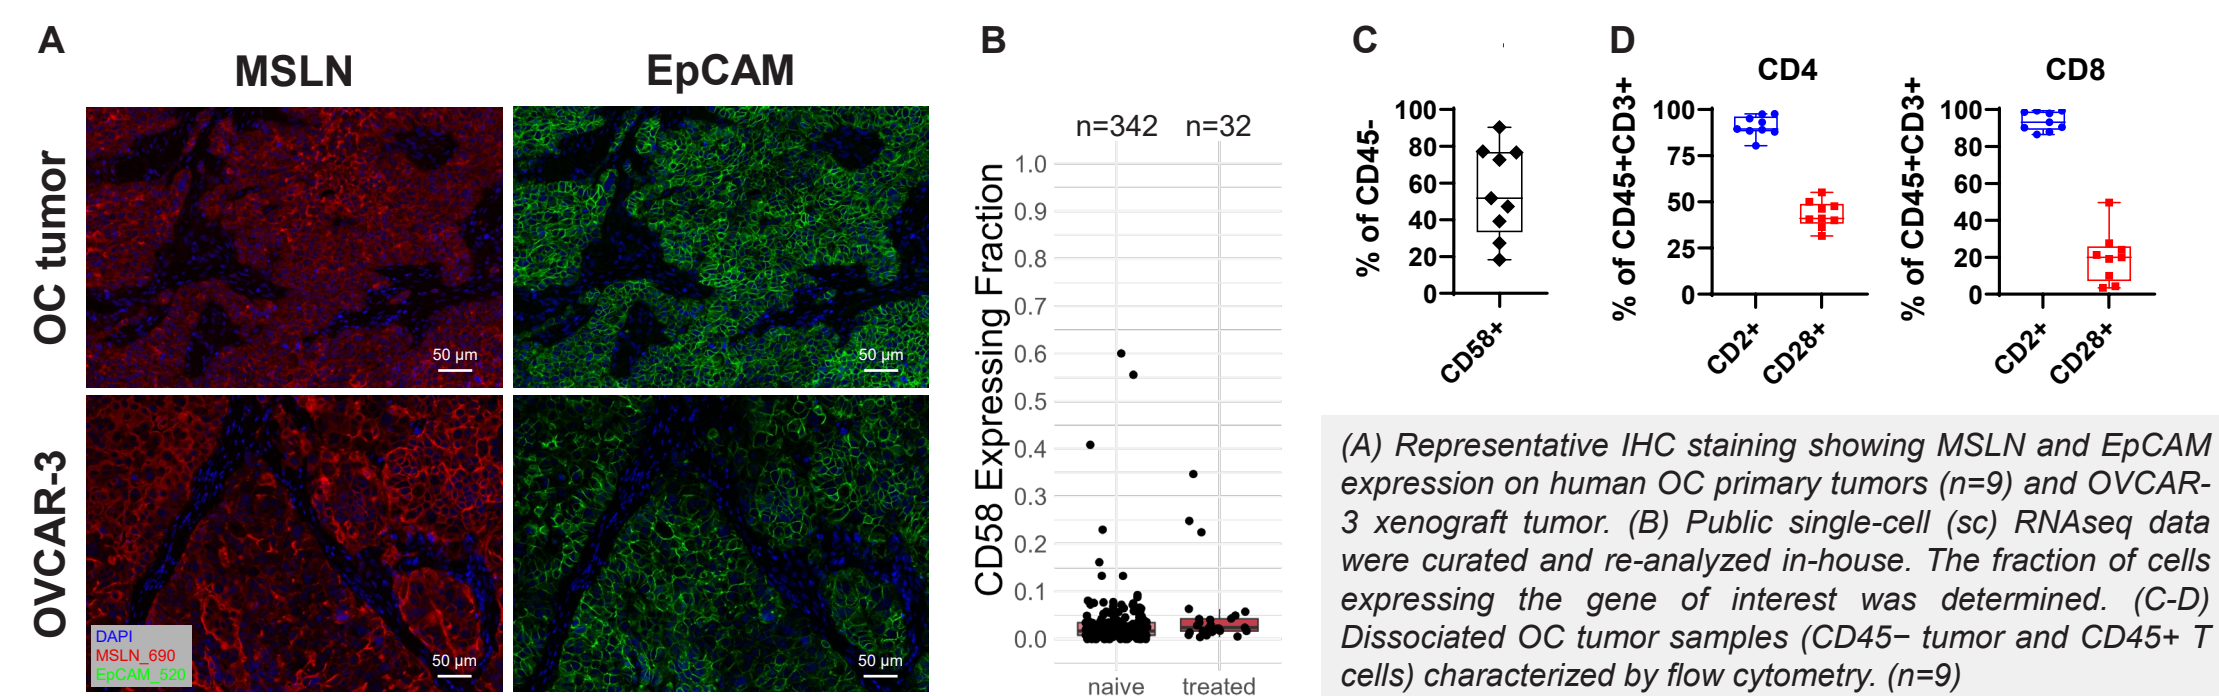 A
MSLN
EpCAM
OC tumor
50 µm
50 µm
OVCAR-3
DAPI
MSLN_690
EpCAM_520
50 µm
50 µm
B
n=342
n=32
CD58 Expressing Fraction
1.0
0.9
0.8
0.7
0.6
0.5
0.4
0.3
0.2
0.1
0.0
naive
treated
C
% of CD45-
100
80
60
40
20
0
CD58+
D
CD4
% of CD45+CD3+
100
75
50
25
0
CD2+
CD28+
CD8
% of CD45+CD3+
100
80
60
40
20
0
CD2+
CD28+
(A) Representative IHC staining showing MSLN and EpCAM
expression on human OC primary tumors (n=9) and OVCAR-
3 xenograft tumor. (B) Public single-cell (sc) RNAseq data
were curated and re-analyzed in-house. The fraction of cells
expressing the gene of interest was determined. (C-D)
Dissociated OC tumor samples (CD45− tumor and CD45+ T
cells) characterized by flow cytometry. (n=9)